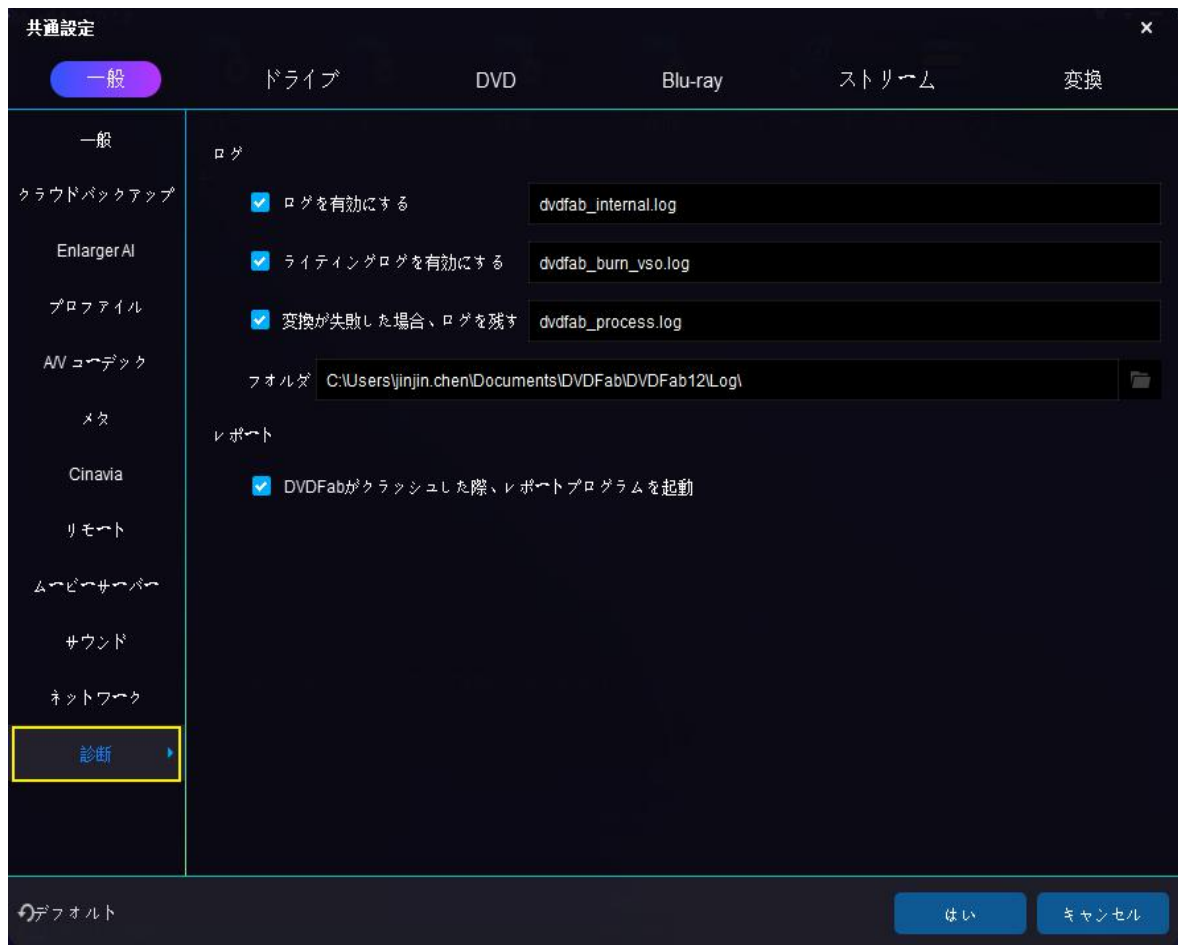 共通設定
一般 ドライブ DVD Blu-ray ストリーム 変換
一般
クラウドバックアップ
Enlarger AI
プロファイル
A/V コーデック
メタ
Cinavia
リモート
ムービーサーバー
サウンド
ネットワーク
診断
ログ
ログを有効にする dvdfab_internal.log
ライティングログを有効にする dvdfab_burn_vso.log
変換が失敗した場合、ログを残す dvdfab_process.log
フォルダ C:\Users\jinjin.chen\Documents\DVDFab\DVDFab12\Log\
レポート
DVDFabがクラッシュした際、レポートプログラムを起動
デフォルト はい キャンセル